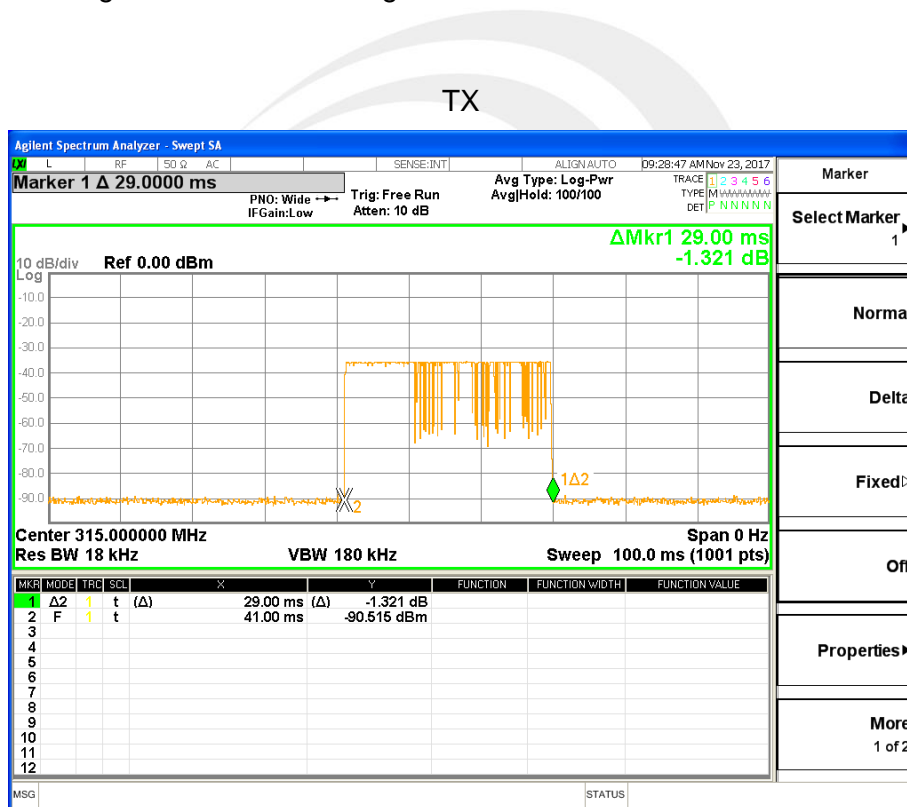 TX
Agilent Spectrum Analyzer - Swept SA
LXI L RF 50 Ω AC SENSE:INT ALIGN AUTO 09:28:47 AM Nov 23, 2017
Marker 1 Δ 29.0000 ms
PNO: Wide Trig: Free Run Avg Type: Log-Pwr TRACE 1 2 3 4 5 6
IFGain:Low Atten: 10 dB Avg|Hold: 100/100 TYPE M WWWWW
DET P N N N N N
ΔMkr1 29.00 ms
-1.321 dB
10 dB/div Ref 0.00 dBm
Log
-10.0
-20.0
-30.0
-40.0
-50.0
-60.0
-70.0
-80.0
-90.0
1Δ2
2
Center 315.000000 MHz Span 0 Hz
Res BW 18 kHz VBW 180 kHz Sweep 100.0 ms (1001 pts)
MKR MODE TRC SCL X Y FUNCTION FUNCTION WIDTH FUNCTION VALUE
1 Δ2 1 t (Δ) 29.00 ms (Δ) -1.321 dB
2 F 1 t 41.00 ms -90.515 dBm
3
4
5
6
7
8
9
10
11
12
MSG STATUS
Marker
Select Marker
1
Norma
Delta
Fixed
Off
Properties
More
1 of 2